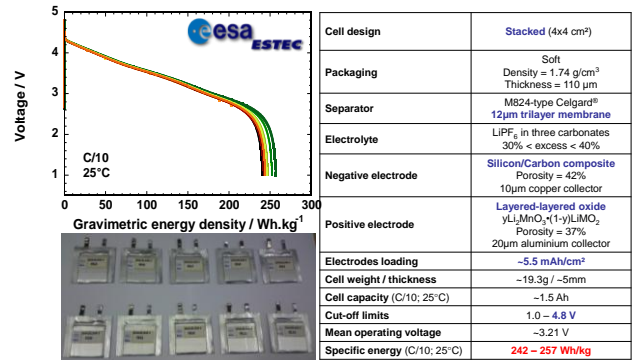 esa
ESTEC
5
4
3
2
1
Voltage / V
C/10
25°C
0 50 100 150 200 250 300
Gravimetric energy density / Wh.kg-1
Cell design Stacked (4x4 cm²)
Packaging
Soft
Density = 1.74 g/cm³
Thickness = 110 µm
Separator
M824-type Celgard®
12µm trilayer membrane
Electrolyte
LiPF6 in three carbonates
30% < excess < 40%
Negative electrode
Silicon/Carbon composite
Porosity = 42%
10µm copper collector
Positive electrode
Layered-layered oxide
yLi2MnO3•(1-y)LiMO2
Porosity = 37%
20µm aluminium collector
Electrodes loading ~5.5 mAh/cm²
Cell weight / thickness ~19.3g / ~5mm
Cell capacity (C/10; 25°C) ~1.5 Ah
Cut-off limits 1.0 – 4.8 V
Mean operating voltage ~3.21 V
Specific energy (C/10; 25°C) 242 – 257 Wh/kg